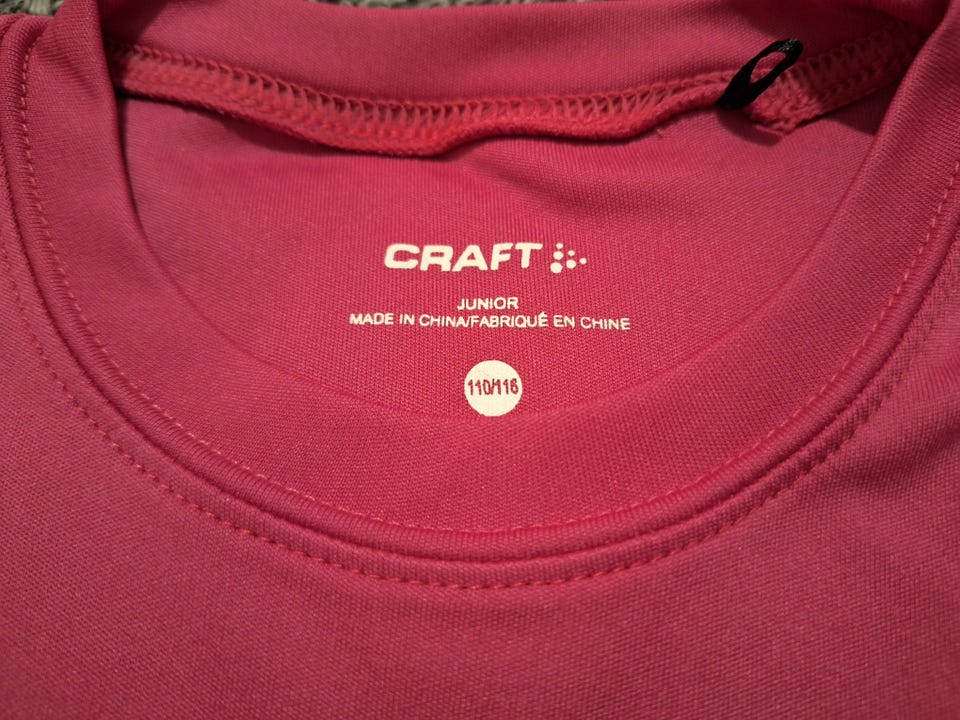 CRAFT
JUNIOR
MADE IN CHINA/FABRIQUÉ EN CHINE
110/116